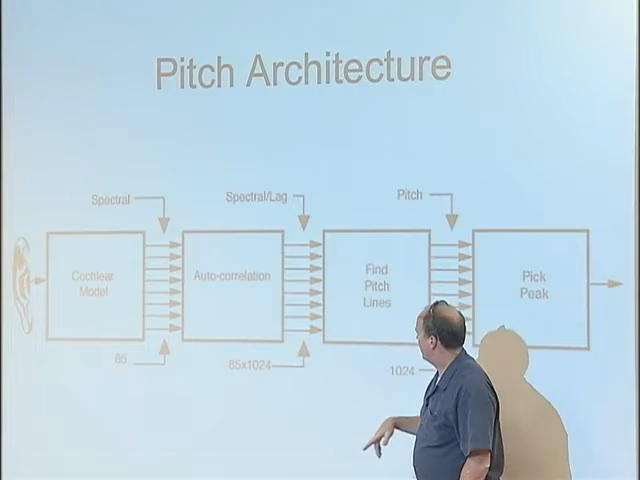 Pitch Architecture
Spectral
Spectral/Lag
Pitch
Cochlear
Model
Auto-correlation
Find
Pitch
Lines
Pick
Peak
85
85x1024
1024